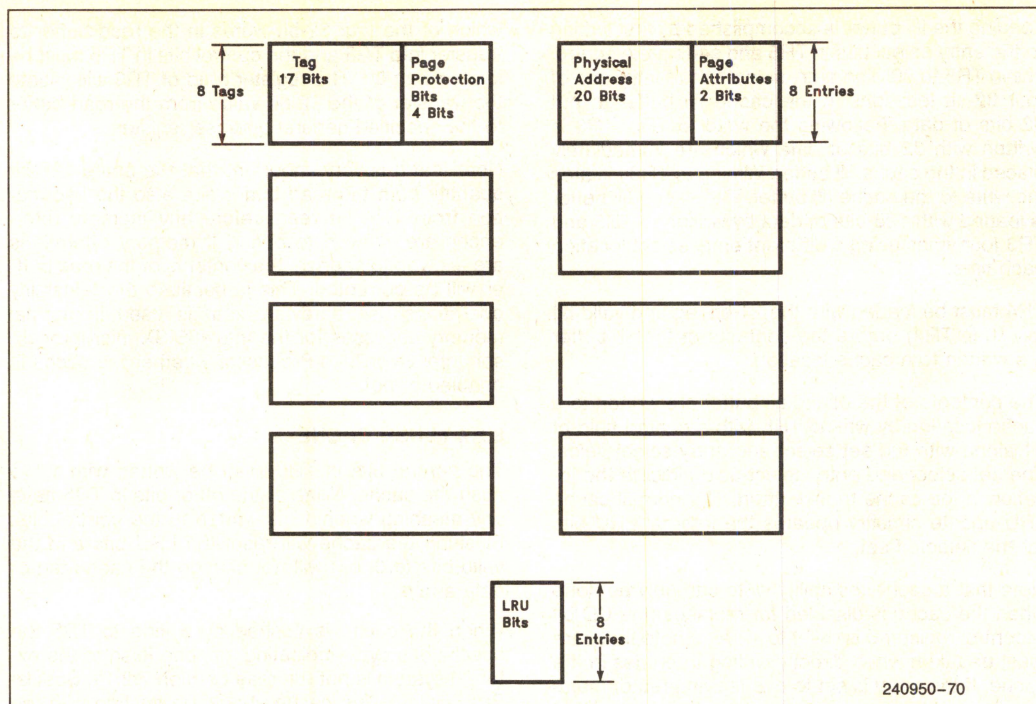 8 Tags
Tag
17 Bits
Page
Protection
Bits
4 Bits
Physical
Address
20 Bits
Page
Attributes
2 Bits
8 Entries
LRU
Bits
8
Entries
240950-70